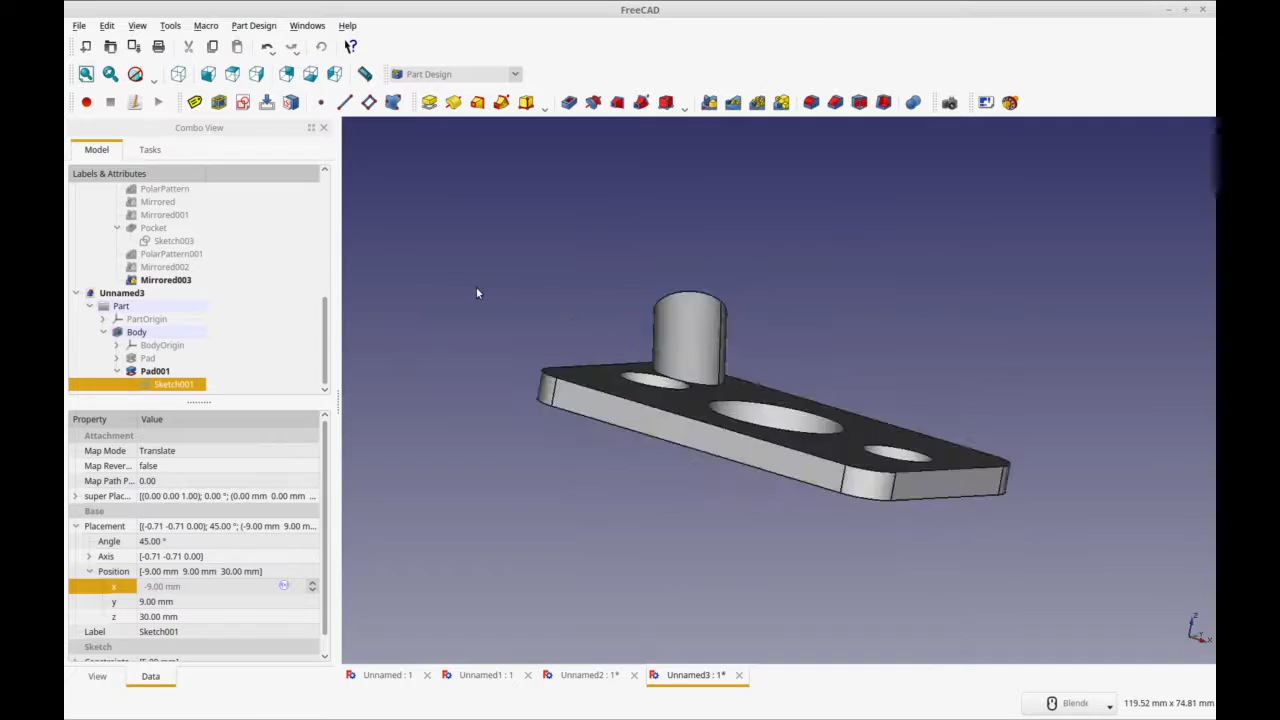 FreeCAD
File Edit View Tools Macro Part Design Windows Help
Part Design
Combo View
Model Tasks
Labels & Attributes
PolarPattern
Mirrored
Mirrored001
Pocket
Sketch003
PolarPattern001
Mirrored002
Mirrored003
Unnamed3
Part
PartOrigin
Body
BodyOrigin
Pad
Pad001
Sketch001
Property Value
Attachment
Map Mode Translate
Map Rever... false
Map Path P... 0.00
super Plac... [(0.00 0.00 1.00); 0.00 °; (0.00 mm 0.00 mm ...
Base
Placement [(-0.71 -0.71 0.00); 45.00 °; (-9.00 mm 9.00 m...
Angle 45.00 °
Axis [-0.71 -0.71 0.00]
Position [-9.00 mm 9.00 mm 30.00 mm]
x -9.00 mm
y 9.00 mm
z 30.00 mm
Label Sketch001
Sketch
View Data
Unnamed : 1 Unnamed1 : 1 Unnamed2 : 1* Unnamed3 : 1*
Z
Y
X
Blende 119.52 mm x 74.81 mm